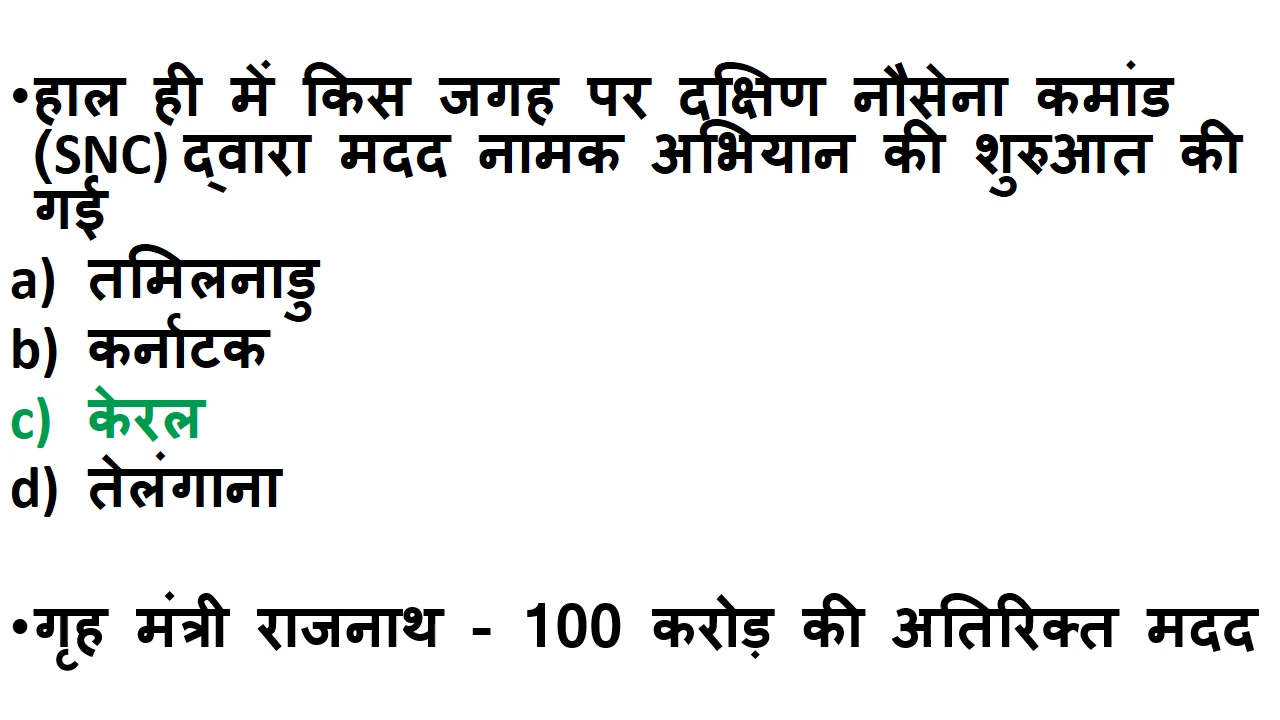 •हाल ही में किस जगह पर दक्षिण नौसेना कमांड
(SNC) द्वारा मदद नामक अभियान की शुरुआत की
गई
a) तमिलनाडु
b) कर्नाटक
c) केरल
d) तेलंगाना
•गृह मंत्री राजनाथ - 100 करोड़ की अतिरिक्त मदद